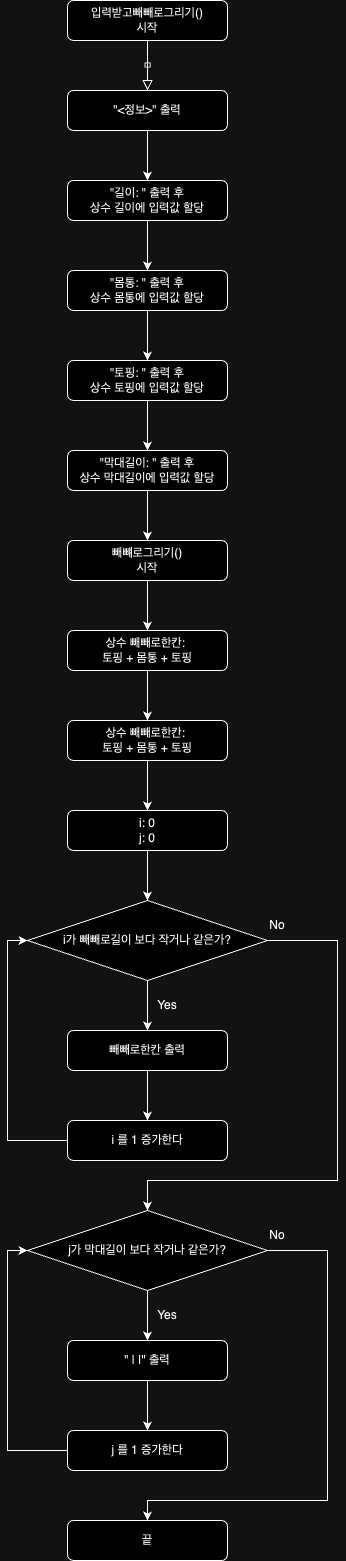 입력받고빼빼로그리기()
시작
"<정보>" 출력
"길이: " 출력 후
상수 길이에 입력값 할당
"몸통: " 출력 후
상수 몸통에 입력값 할당
"토핑: " 출력 후
상수 토핑에 입력값 할당
"막대길이: " 출력 후
상수 막대길이에 입력값 할당
빼빼로그리기()
시작
상수 빼빼로한칸:
토핑 + 몸통 + 토핑
상수 빼빼로한칸:
토핑 + 몸통 + 토핑
i: 0
j: 0
i가 빼빼로길이 보다 작거나 같은가?
No
Yes
빼빼로한칸 출력
i 를 1 증가한다
j가 막대길이 보다 작거나 같은가?
No
Yes
" | |" 출력
j 를 1 증가한다
끝